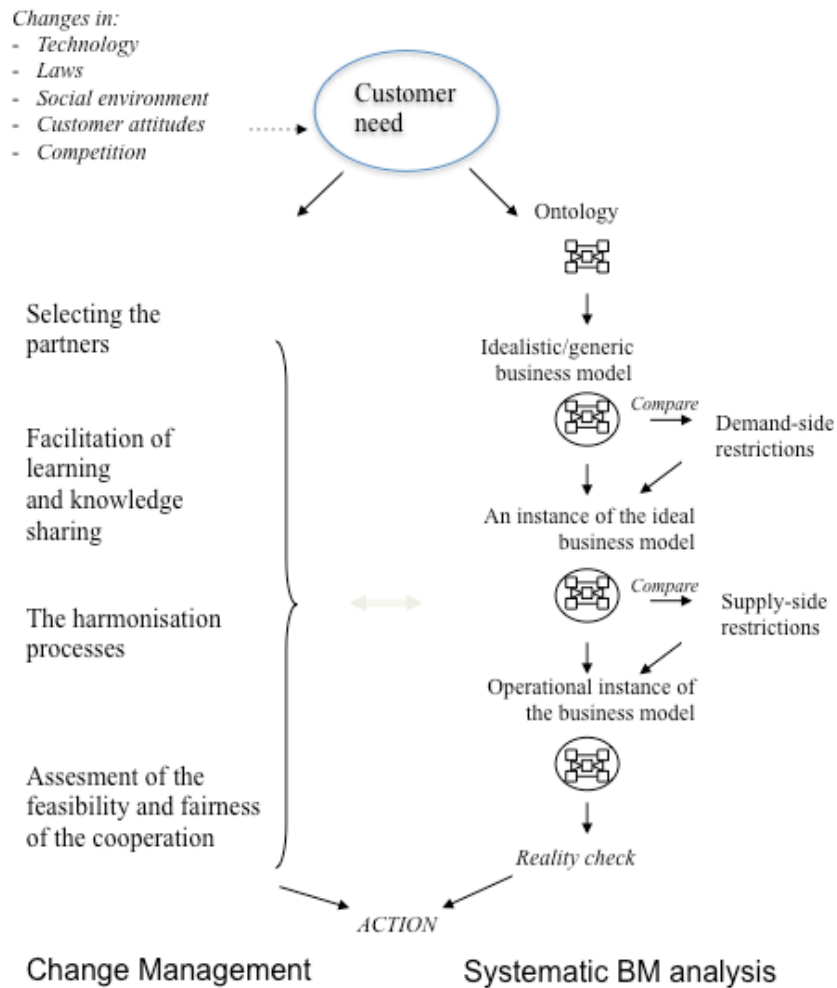 Changes in:
- Technology
- Laws
- Social environment
- Customer attitudes
- Competition
Customer
need
Selecting the
partners
Facilitation of
learning
and knowledge
sharing
The harmonisation
processes
Assesment of the
feasibility and fairness
of the cooperation
Ontology
Idealistic/generic
business model
Compare
Demand-side
restrictions
An instance of the ideal
business model
Compare
Supply-side
restrictions
Operational instance of
the business model
Reality check
ACTION
Change Management
Systematic BM analysis